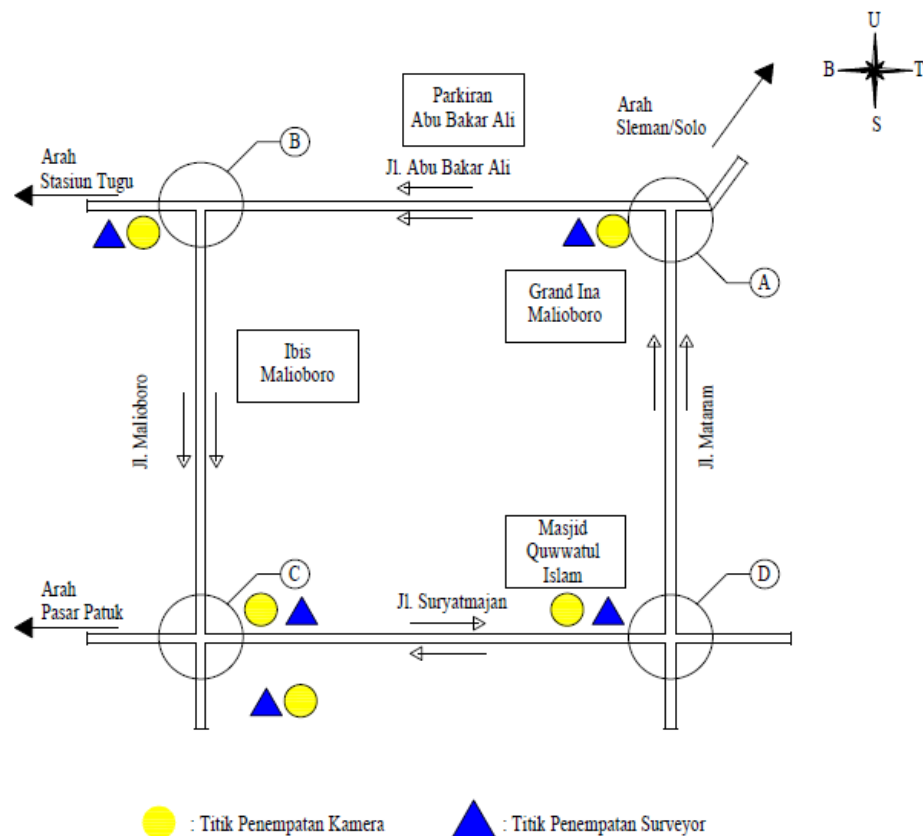 U
B
T
S
Parkiran
Abu Bakar Ali
Arah
Sleman/Solo
B
Arah
Stasiun Tugu
Jl. Abu Bakar Ali
A
Grand Ina
Malioboro
Ibis
Malioboro
Jl. Malioboro
Jl. Mataram
Masjid
Quwwatul
Islam
C
D
Arah
Pasar Patuk
Jl. Suryatmajan
: Titik Penempatan Kamera
: Titik Penempatan Surveyor